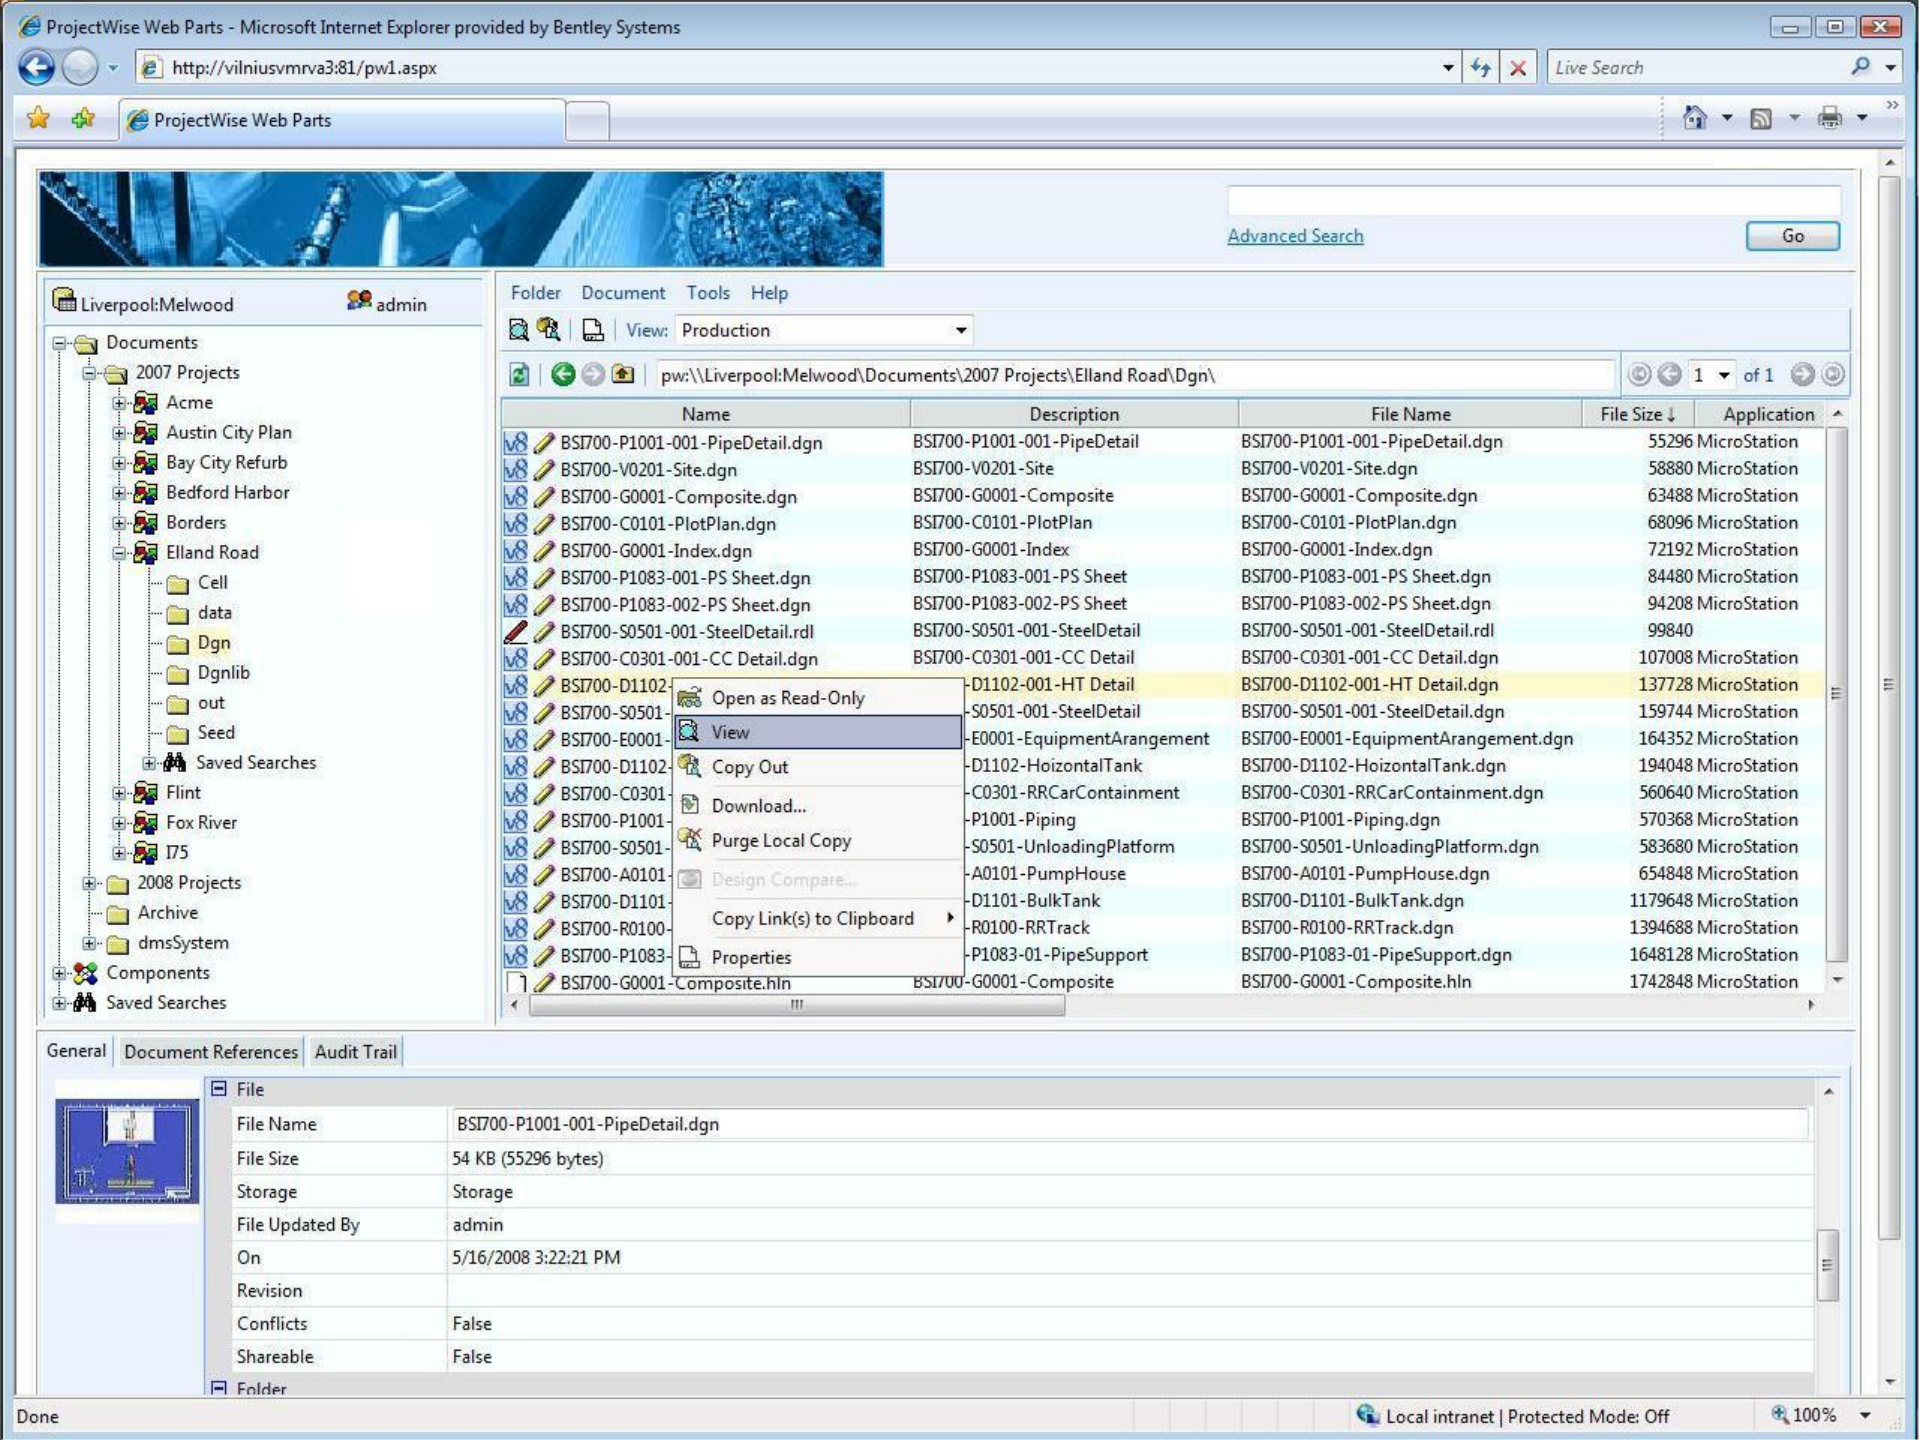 ProjectWise Web Parts - Microsoft Internet Explorer provided by Bentley Systems
http://vilniusvmrva3:81/pw1.aspx
Live Search
ProjectWise Web Parts
Advanced Search
Go
Liverpool:Melwood admin
Documents
2007 Projects
Acme
Austin City Plan
Bay City Refurb
Bedford Harbor
Borders
Elland Road
Cell
data
Dgn
Dgnlib
out
Seed
Saved Searches
Flint
Fox River
I75
2008 Projects
Archive
dmsSystem
Components
Saved Searches
Folder Document Tools Help
View: Production
pw:\\Liverpool:Melwood\Documents\2007 Projects\Elland Road\Dgn\ 1 of 1
Name Description File Name File Size ↓ Application
v8 BSI700-P1001-001-PipeDetail.dgn BSI700-P1001-001-PipeDetail BSI700-P1001-001-PipeDetail.dgn 55296 MicroStation
v8 BSI700-V0201-Site.dgn BSI700-V0201-Site BSI700-V0201-Site.dgn 58880 MicroStation
v8 BSI700-G0001-Composite.dgn BSI700-G0001-Composite BSI700-G0001-Composite.dgn 63488 MicroStation
v8 BSI700-C0101-PlotPlan.dgn BSI700-C0101-PlotPlan BSI700-C0101-PlotPlan.dgn 68096 MicroStation
v8 BSI700-G0001-Index.dgn BSI700-G0001-Index BSI700-G0001-Index.dgn 72192 MicroStation
v8 BSI700-P1083-001-PS Sheet.dgn BSI700-P1083-001-PS Sheet BSI700-P1083-001-PS Sheet.dgn 84480 MicroStation
v8 BSI700-P1083-002-PS Sheet.dgn BSI700-P1083-002-PS Sheet BSI700-P1083-002-PS Sheet.dgn 94208 MicroStation
BSI700-S0501-001-SteelDetail.rdl BSI700-S0501-001-SteelDetail BSI700-S0501-001-SteelDetail.rdl 99840
v8 BSI700-C0301-001-CC Detail.dgn BSI700-C0301-001-CC Detail BSI700-C0301-001-CC Detail.dgn 107008 MicroStation
v8 BSI700-D1102- -D1102-001-HT Detail BSI700-D1102-001-HT Detail.dgn 137728 MicroStation
v8 BSI700-S0501- -S0501-001-SteelDetail BSI700-S0501-001-SteelDetail.dgn 159744 MicroStation
v8 BSI700-E0001- -E0001-EquipmentArangement BSI700-E0001-EquipmentArangement.dgn 164352 MicroStation
v8 BSI700-D1102- -D1102-HoizontalTank BSI700-D1102-HoizontalTank.dgn 194048 MicroStation
v8 BSI700-C0301- -C0301-RRCarContainment BSI700-C0301-RRCarContainment.dgn 560640 MicroStation
v8 BSI700-P1001- -P1001-Piping BSI700-P1001-Piping.dgn 570368 MicroStation
v8 BSI700-S0501- -S0501-UnloadingPlatform BSI700-S0501-UnloadingPlatform.dgn 583680 MicroStation
v8 BSI700-A0101- -A0101-PumpHouse BSI700-A0101-PumpHouse.dgn 654848 MicroStation
v8 BSI700-D1101- -D1101-BulkTank BSI700-D1101-BulkTank.dgn 1179648 MicroStation
v8 BSI700-R0100- -R0100-RRTrack BSI700-R0100-RRTrack.dgn 1394688 MicroStation
v8 BSI700-P1083- -P1083-01-PipeSupport BSI700-P1083-01-PipeSupport.dgn 1648128 MicroStation
BSI700-G0001-Composite.hln BSI700-G0001-Composite BSI700-G0001-Composite.hln 1742848 MicroStation
Open as Read-Only
View
Copy Out
Download...
Purge Local Copy
Design Compare...
Copy Link(s) to Clipboard
Properties
General Document References Audit Trail
File
File Name BSI700-P1001-001-PipeDetail.dgn
File Size 54 KB (55296 bytes)
Storage Storage
File Updated By admin
On 5/16/2008 3:22:21 PM
Revision
Conflicts False
Shareable False
Folder
Done Local intranet | Protected Mode: Off 100%